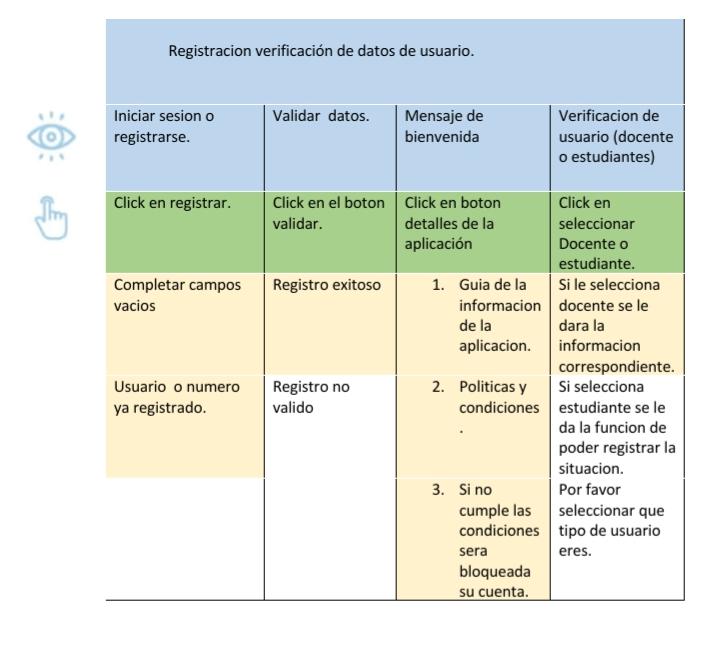 Registracion verificación de datos de usuario.
Iniciar sesion o
registrarse.
Validar datos.
Mensaje de
bienvenida
Verificacion de
usuario (docente
o estudiantes)
Click en registrar.
Click en el boton
validar.
Click en boton
detalles de la
aplicación
Click en
seleccionar
Docente o
estudiante.
Completar campos
vacios
Registro exitoso
1. Guia de la
informacion
de la
aplicacion.
Si le selecciona
docente se le
dara la
informacion
correspondiente.
Usuario o numero
ya registrado.
Registro no
valido
2. Politicas y
condiciones
.
Si selecciona
estudiante se le
da la funcion de
poder registrar la
situacion.
3. Si no
cumple las
condiciones
sera
bloqueada
su cuenta.
Por favor
seleccionar que
tipo de usuario
eres.